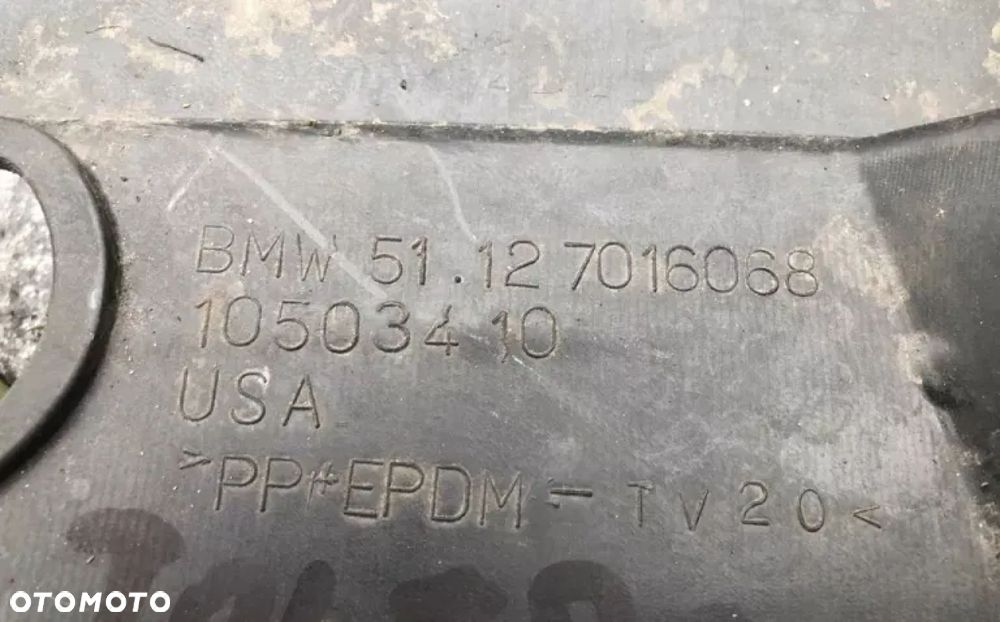 BMW 51.12 7016068
10503410
USA
>PP+EPDM-TV20<
OTOMOTO